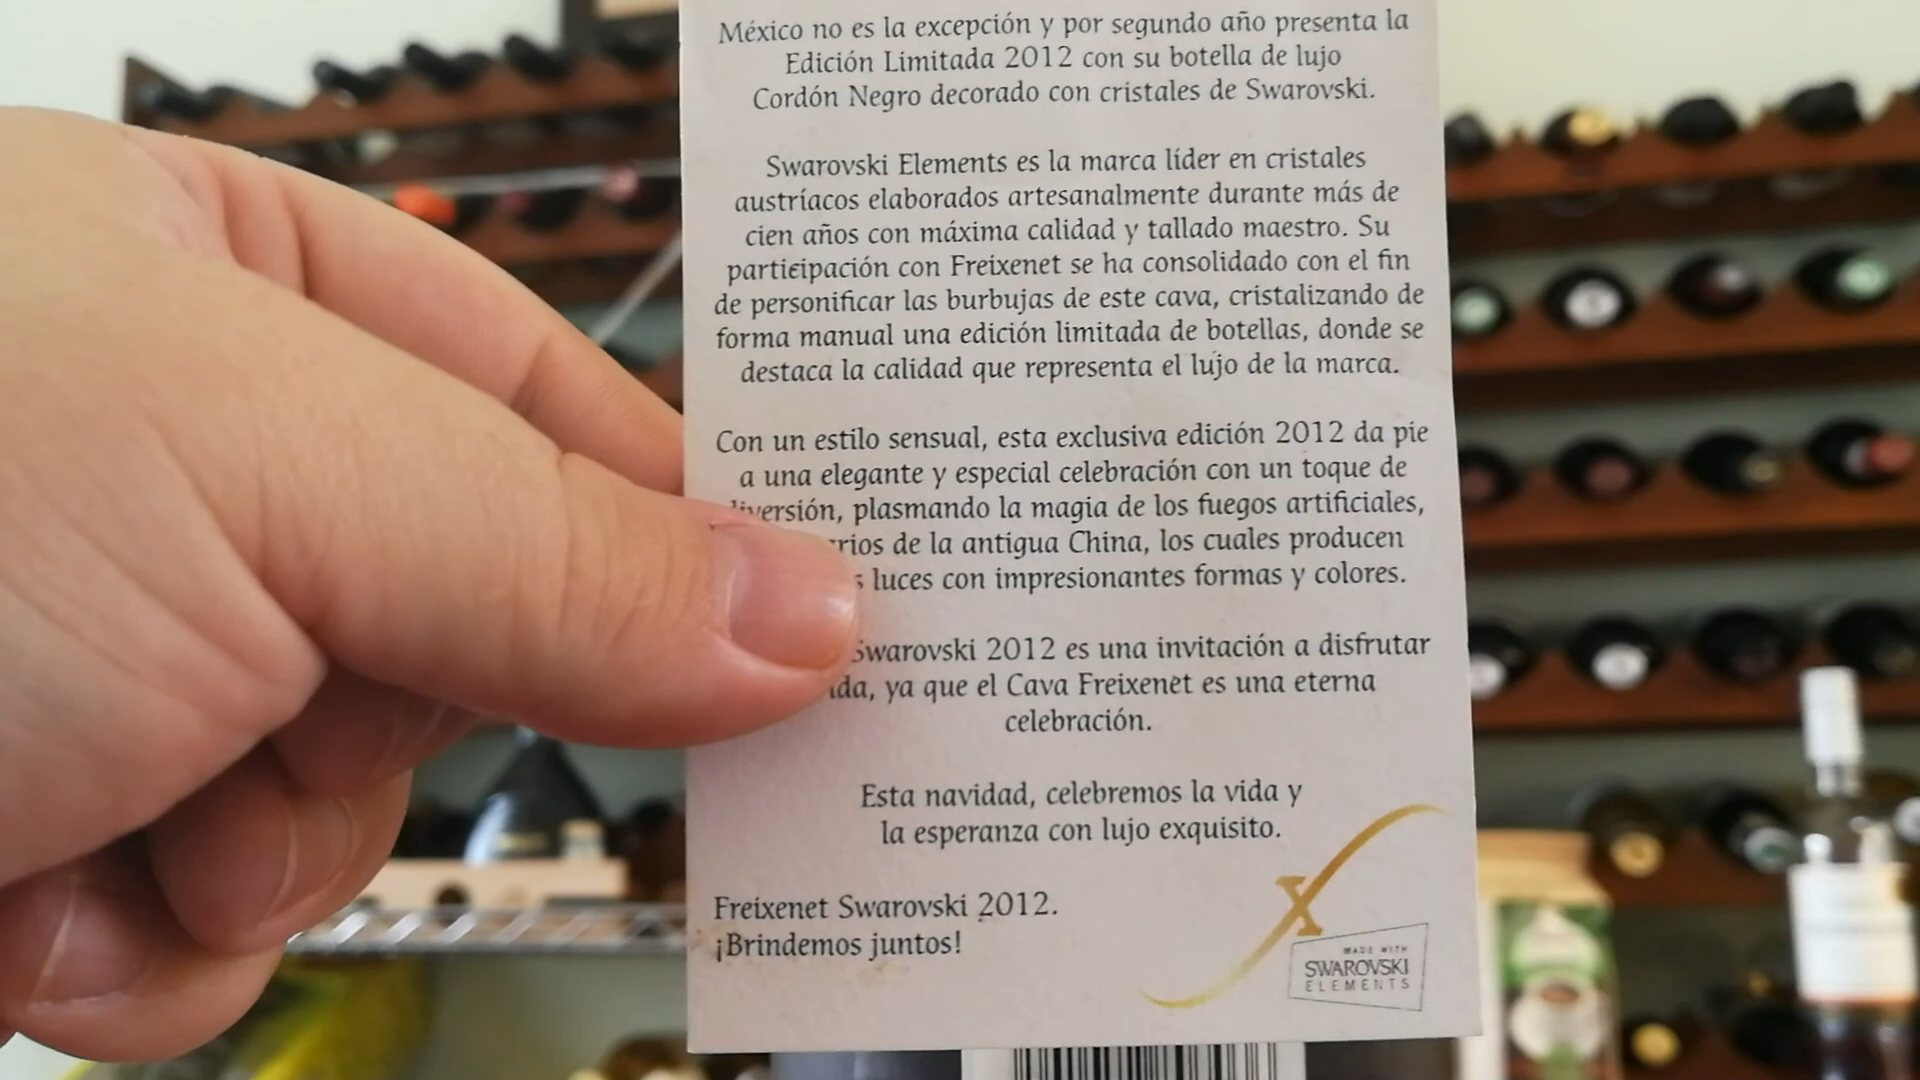 México no es la excepción y por segundo año presenta la
Edición Limitada 2012 con su botella de lujo
Cordón Negro decorado con cristales de Swarovski.
Swarovski Elements es la marca líder en cristales
austríacos elaborados artesanalmente durante más de
cien años con máxima calidad y tallado maestro. Su
participación con Freixenet se ha consolidado con el fin
de personificar las burbujas de este cava, cristalizando de
forma manual una edición limitada de botellas, donde se
destaca la calidad que representa el lujo de la marca.
Con un estilo sensual, esta exclusiva edición 2012 da pie
a una elegante y especial celebración con un toque de
diversión, plasmando la magia de los fuegos artificiales,
de la antigua China, los cuales producen
luces con impresionantes formas y colores.
Swarovski 2012 es una invitación a disfrutar
ya que el Cava Freixenet es una eterna
celebración.
Esta navidad, celebremos la vida y
la esperanza con lujo exquisito.
Freixenet Swarovski 2012.
¡Brindemos juntos!
X
MADE WITH
SWAROVSKI
ELEMENTS